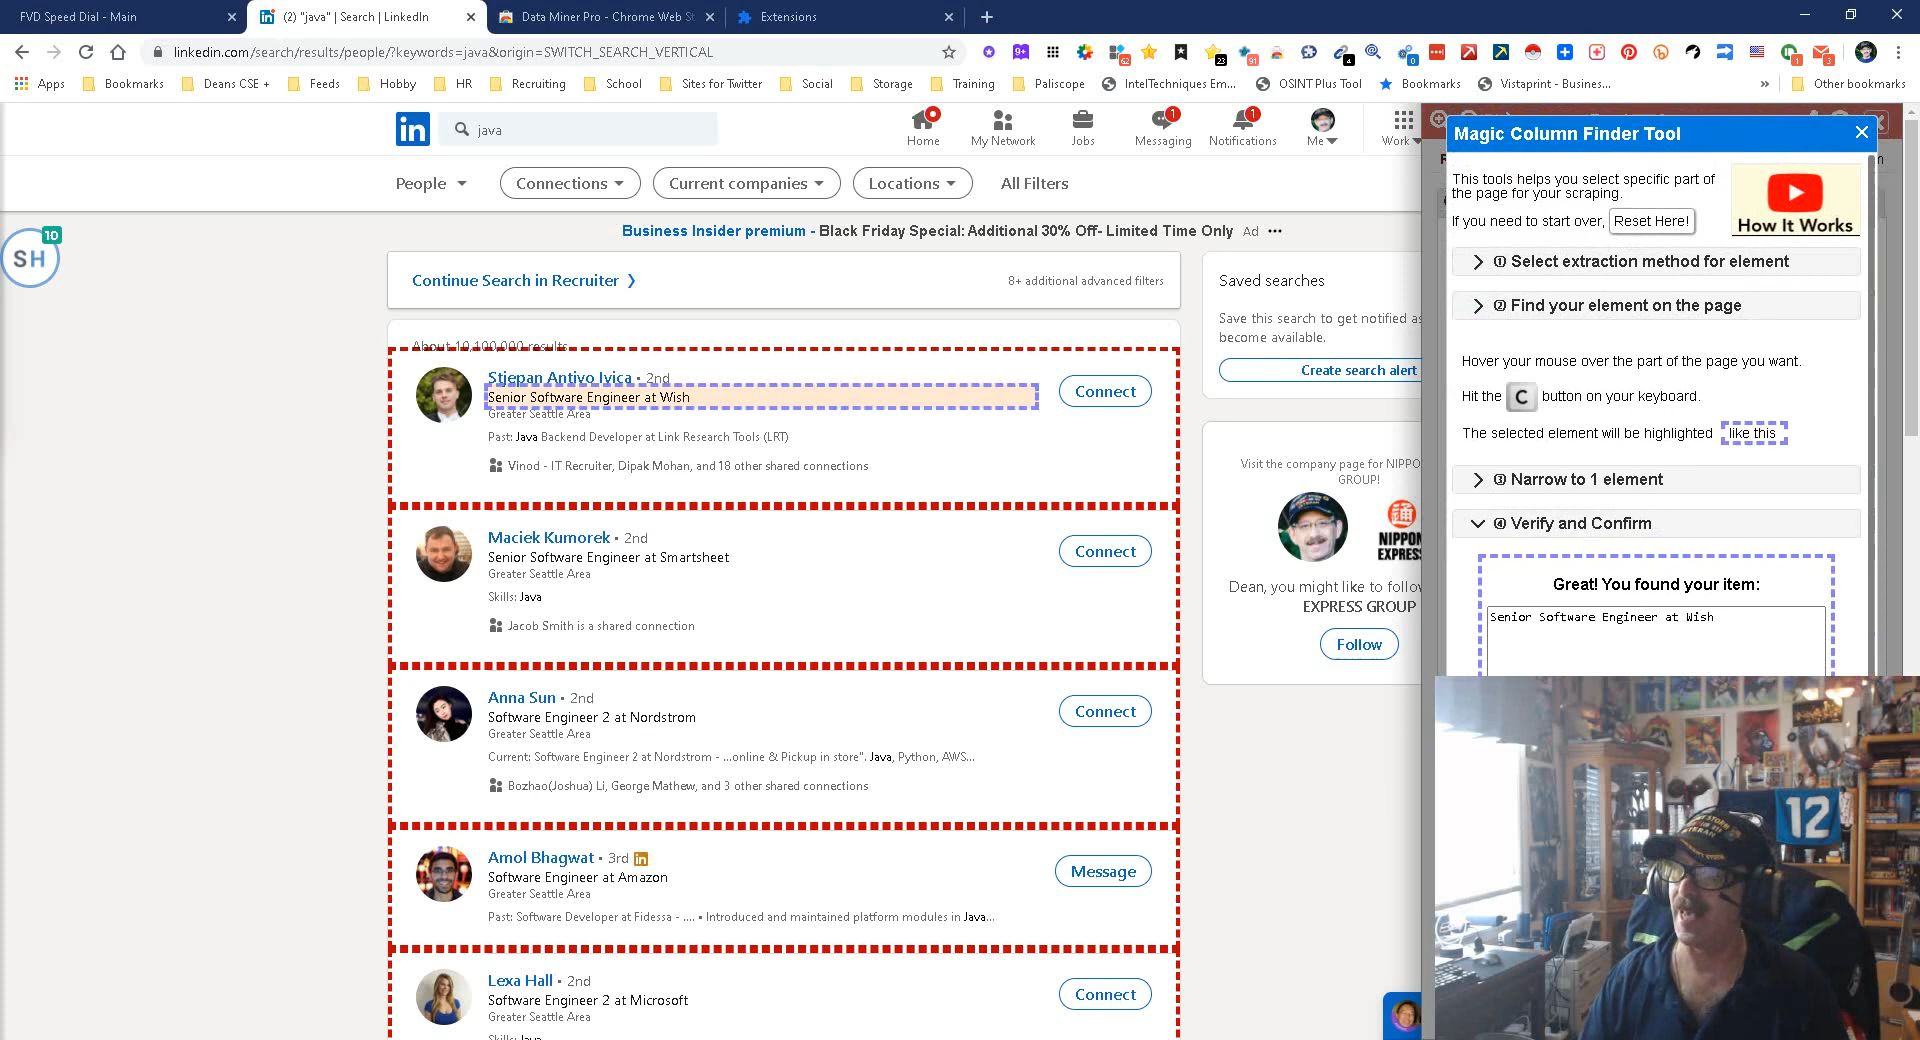 FVD Speed Dial - Main
(2) "java" | Search | LinkedIn
Data Miner Pro - Chrome Web St
Extensions
linkedin.com/search/results/people/?keywords=java&origin=SWITCH_SEARCH_VERTICAL
Apps
Bookmarks
Deans CSE +
Feeds
Hobby
HR
Recruiting
School
Sites for Twitter
Social
Storage
Training
Paliscope
IntelTechniques Em...
OSINT Plus Tool
Bookmarks
Vistaprint - Busines...
»
Other bookmarks
in
java
Home
My Network
Jobs
1
Messaging
1
Notifications
Me
Work
People
Connections
Current companies
Locations
All Filters
Business Insider premium - Black Friday Special: Additional 30% Off- Limited Time Only Ad
SH
10
Continue Search in Recruiter
8+ additional advanced filters
About 10,100,000 results
Stjepan Antivo Ivica • 2nd
Senior Software Engineer at Wish
Greater Seattle Area
Past: Java Backend Developer at Link Research Tools (LRT)
Vinod - IT Recruiter, Dipak Mohan, and 18 other shared connections
Connect
Maciek Kumorek • 2nd
Senior Software Engineer at Smartsheet
Greater Seattle Area
Skills: Java
Jacob Smith is a shared connection
Connect
Anna Sun • 2nd
Software Engineer 2 at Nordstrom
Greater Seattle Area
Current: Software Engineer 2 at Nordstrom - ...online & Pickup in store". Java, Python, AWS...
Bozhao(Joshua) Li, George Mathew, and 3 other shared connections
Connect
Amol Bhagwat • 3rd in
Software Engineer at Amazon
Greater Seattle Area
Past: Software Developer at Fidessa - .... • Introduced and maintained platform modules in Java...
Message
Lexa Hall • 2nd
Software Engineer 2 at Microsoft
Greater Seattle Area
Skills: Java
Connect
Saved searches
Save this search to get notified as
become available.
Create search alert
Visit the company page for NIPPO
GROUP!
NIPPON
EXPRESS
Dean, you might like to follow
EXPRESS GROUP
Follow
Magic Column Finder Tool
This tools helps you select specific part of
the page for your scraping.
If you need to start over, Reset Here!
How It Works
① Select extraction method for element
② Find your element on the page
Hover your mouse over the part of the page you want.
Hit the C button on your keyboard.
The selected element will be highlighted like this
③ Narrow to 1 element
④ Verify and Confirm
Great! You found your item:
Senior Software Engineer at Wish
12